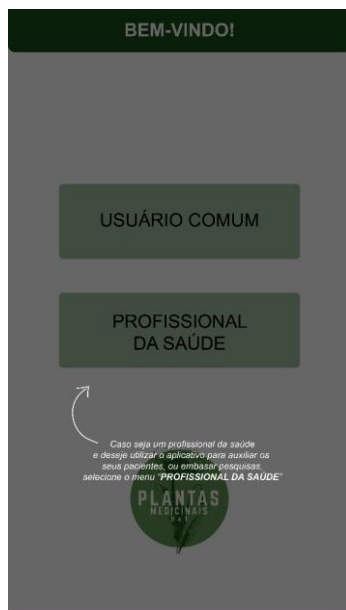 BEM-VINDO!
USUÁRIO COMUM
PROFISSIONAL
DA SAÚDE
Caso seja um profissional da saúde
e deseje utilizar o aplicativo para auxiliar os
seus pacientes, ou embasar pesquisas,
selecione o menu "PROFISSIONAL DA SAÚDE"
PLANTAS
MEDICINAIS